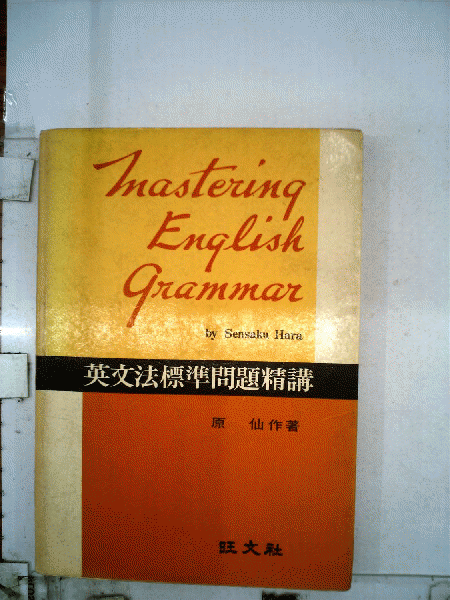 Mastering
English
Grammar
by Sensaku Hara
英文法標準問題精講
原 仙作著
旺文社